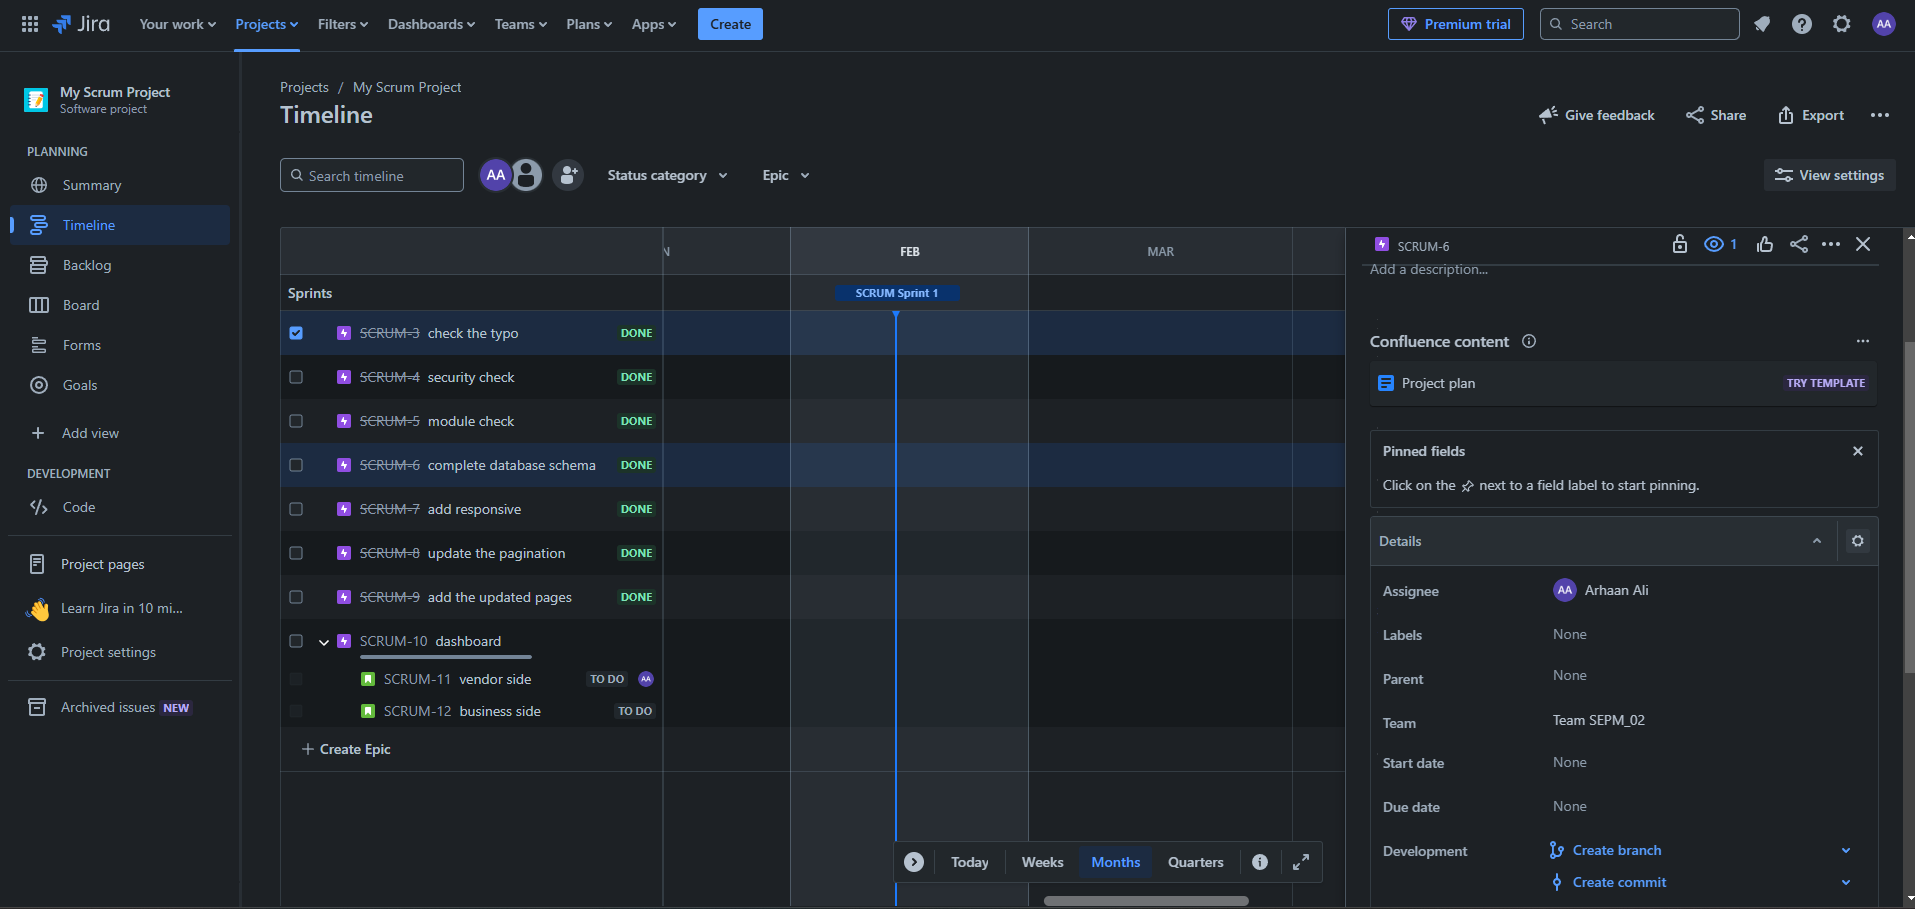 Jira
Your work
Projects
Filters
Dashboards
Teams
Plans
Apps
Create
Premium trial
Search
AA
My Scrum Project
Software project
PLANNING
Summary
Timeline
Backlog
Board
Forms
Goals
Add view
DEVELOPMENT
Code
Project pages
Learn Jira in 10 mi...
Project settings
Archived issues NEW
Projects / My Scrum Project
Timeline
Give feedback
Share
Export
Search timeline
AA
Status category
Epic
View settings
N
FEB
MAR
Sprints
SCRUM Sprint 1
SCRUM-3 check the typo DONE
SCRUM-4 security check DONE
SCRUM-5 module check DONE
SCRUM-6 complete database schema DONE
SCRUM-7 add responsive DONE
SCRUM-8 update the pagination DONE
SCRUM-9 add the updated pages DONE
SCRUM-10 dashboard
SCRUM-11 vendor side TO DO AA
SCRUM-12 business side TO DO
+ Create Epic
Today
Weeks
Months
Quarters
SCRUM-6
1
Add a description...
Confluence content
Project plan TRY TEMPLATE
Pinned fields
Click on the next to a field label to start pinning.
Details
Assignee AA Arhaan Ali
Labels None
Parent None
Team Team SEPM_02
Start date None
Due date None
Development Create branch
Create commit